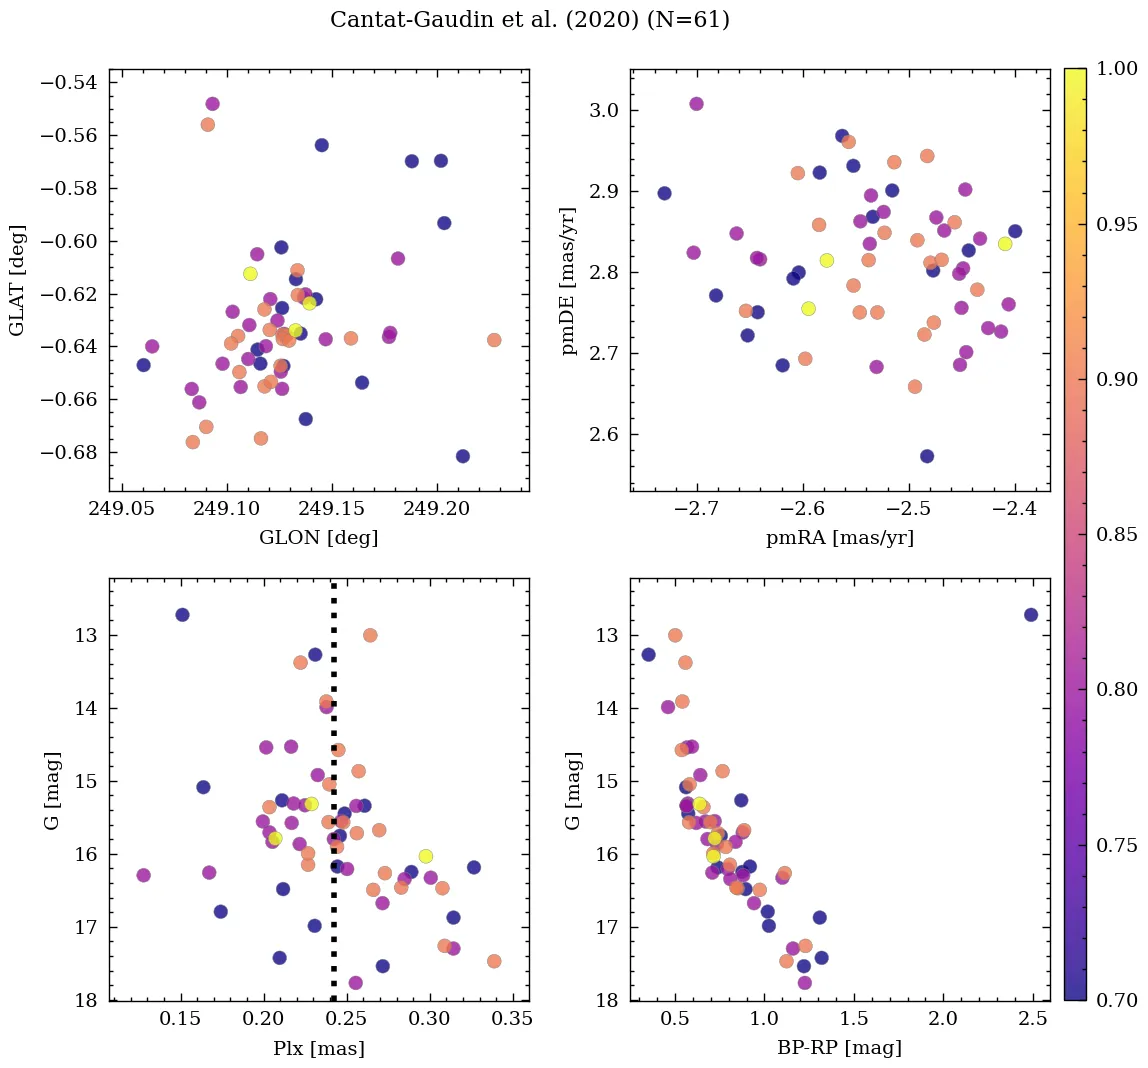 Cantat-Gaudin et al. (2020) (N=61)
−0.54
−0.56
−0.58
−0.60
−0.62
−0.64
−0.66
−0.68
GLAT [deg]
249.05 249.10 249.15 249.20
GLON [deg]
3.0
2.9
2.8
2.7
2.6
pmDE [mas/yr]
−2.7 −2.6 −2.5 −2.4
pmRA [mas/yr]
13
14
15
16
17
18
G [mag]
0.15 0.20 0.25 0.30 0.35
Plx [mas]
13
14
15
16
17
18
G [mag]
0.5 1.0 1.5 2.0 2.5
BP-RP [mag]
1.00
0.95
0.90
0.85
0.80
0.75
0.70